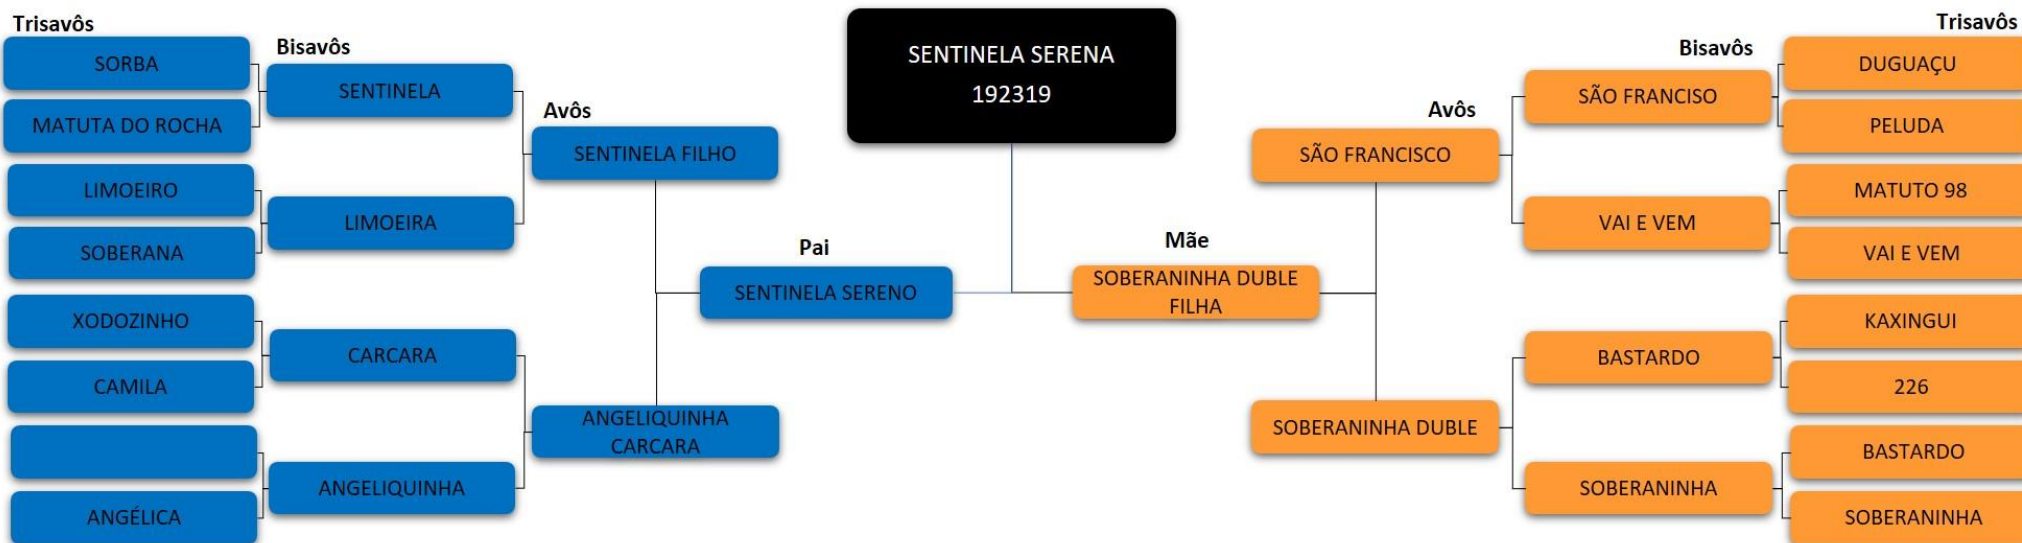 Trisavôs
SORBA
MATUTA DO ROCHA
LIMOEIRO
SOBERANA
XODOZINHO
CAMILA
ANGÉLICA
Bisavôs
SENTINELA
LIMOEIRA
CARCARA
ANGELIQUINHA
Avôs
SENTINELA FILHO
ANGELIQUINHA
CARCARA
Pai
SENTINELA SERENO
SENTINELA SERENA
192319
Mãe
SOBERANINHA DUBLE
FILHA
Avôs
SÃO FRANCISCO
SOBERANINHA DUBLE
Bisavôs
SÃO FRANCISO
VAI E VEM
BASTARDO
SOBERANINHA
Trisavôs
DUGUAÇU
PELUDA
MATUTO 98
VAI E VEM
KAXINGUI
226
BASTARDO
SOBERANINHA